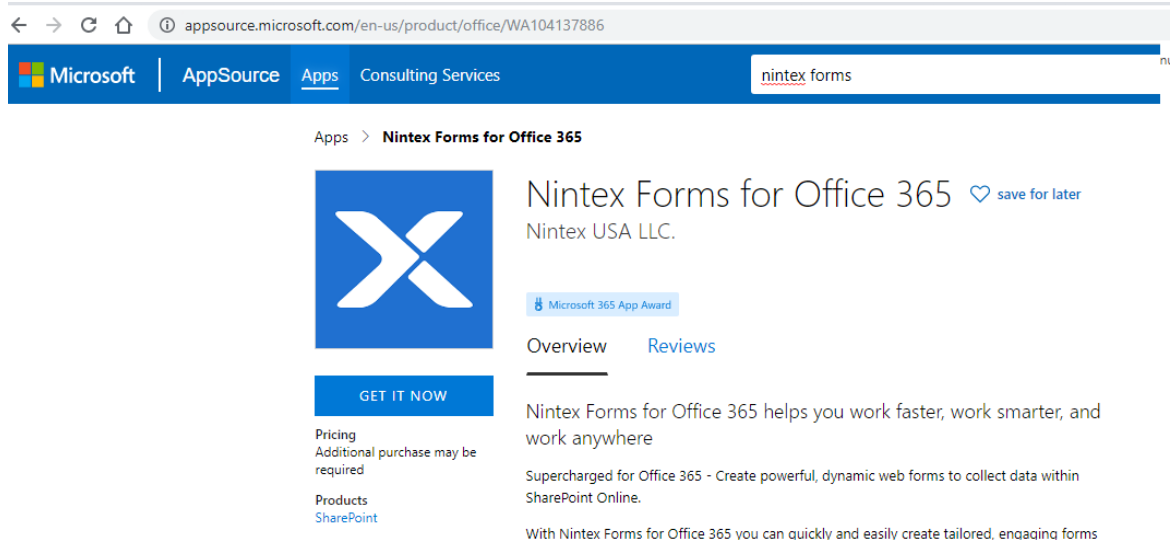 appsource.microsoft.com/en-us/product/office/WA104137886
Microsoft AppSource Apps Consulting Services nintex forms
Apps > Nintex Forms for Office 365
Nintex Forms for Office 365 save for later
Nintex USA LLC.
Microsoft 365 App Award
Overview Reviews
GET IT NOW
Nintex Forms for Office 365 helps you work faster, work smarter, and
work anywhere
Pricing
Additional purchase may be
required
Supercharged for Office 365 - Create powerful, dynamic web forms to collect data within
SharePoint Online.
Products
SharePoint
With Nintex Forms for Office 365 you can quickly and easily create tailored, engaging forms